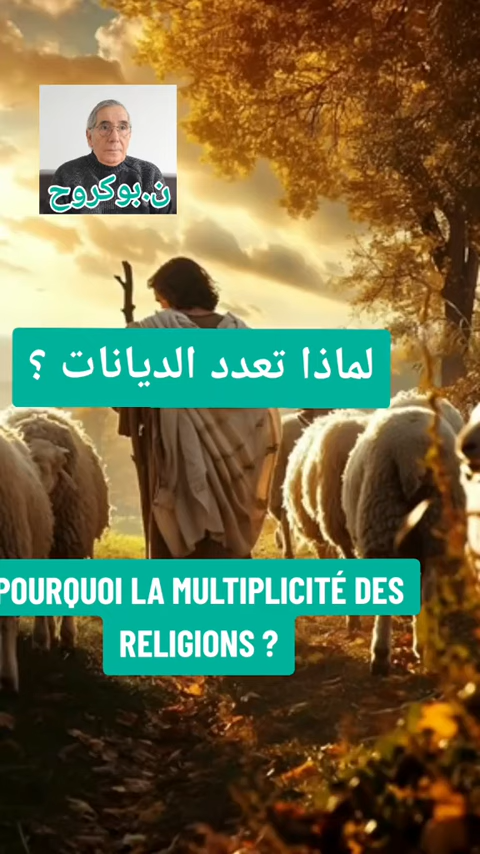 ن.بوكروح
لماذا تعدد الديانات ؟
POURQUOI LA MULTIPLICITÉ DES
RELIGIONS ?